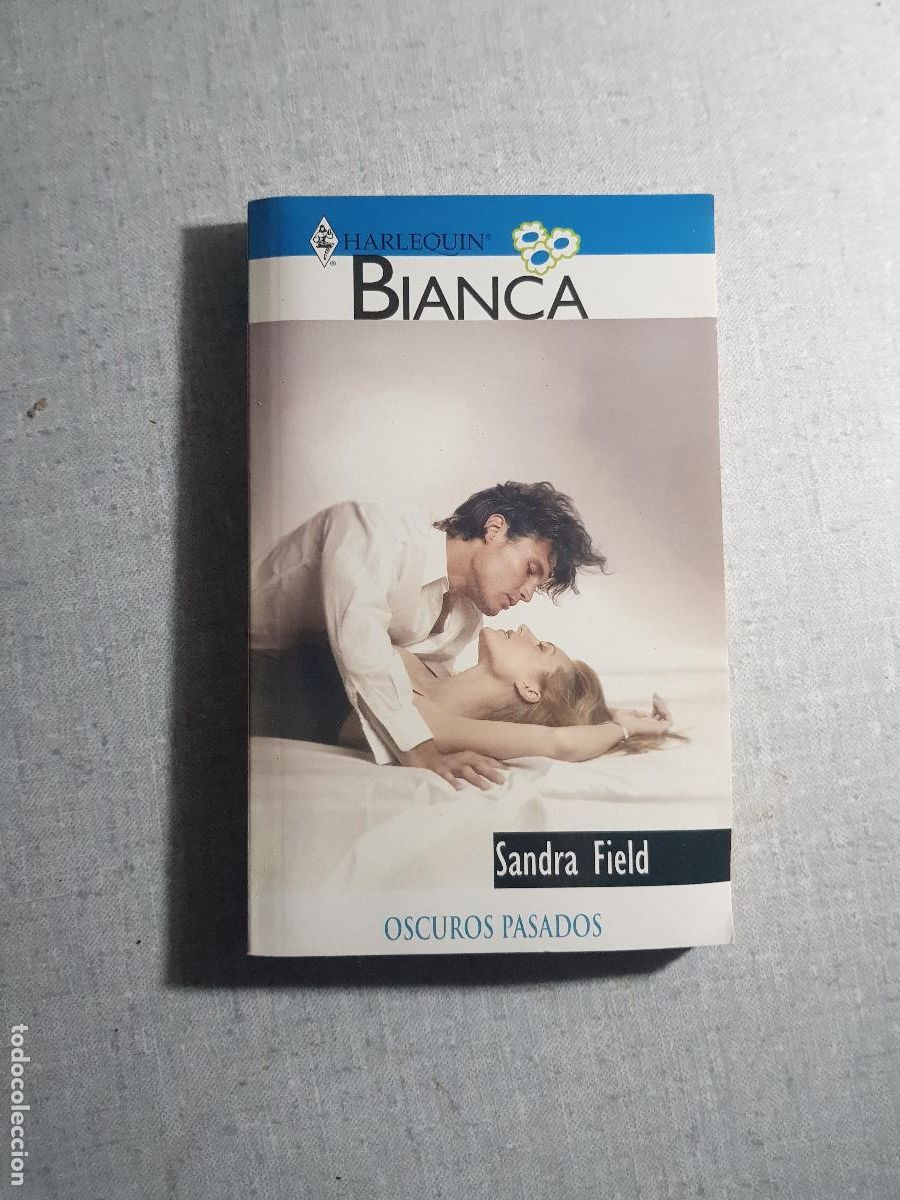 HARLEQUIN®
BIANCA
Sandra Field
OSCUROS PASADOS
todocoleccion